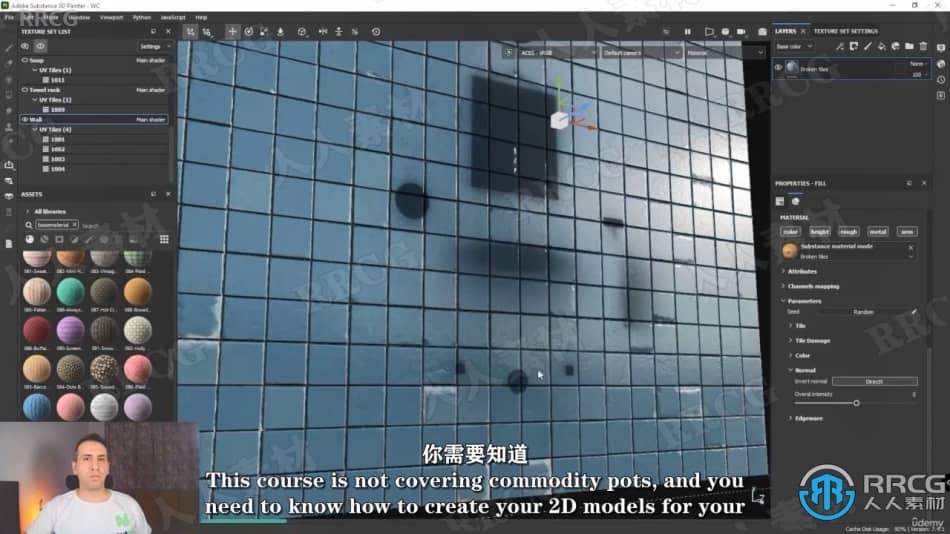 Adobe Substance 3D Painter - WC
File Edit Mode Window Viewport Python JavaScript Help
RRCG
TEXTURE SET LIST
Settings
Soap Main shader
UV Tiles (1)
1011
Towel rack Main shader
UV Tiles (1)
1009
Wall Main shader
UV Tiles (4)
1001
1002
1003
1004
ASSETS
All libraries
basematerial Search
ACES - sRGB
Default camera
Material
LAYERS
TEXTURE SET SETTINGS
Base color
Broken tiles
Norm
100
PROPERTIES - FILL
MATERIAL
color height rough metal nrm
Substance material mode
Broken tiles
Attributes
Channels mapping
Parameters
Seed Random
Tile
Tile Damage
Color
Normal
Invert normal DirectX
Overall intensity
Edgeware
你需要知道
This course is not covering commodity pots, and you
need to know how to create your 2D models for your
RRCG
人人素材
ûdemy
Cache Disk Usage: 50% | Version: 7.4.1